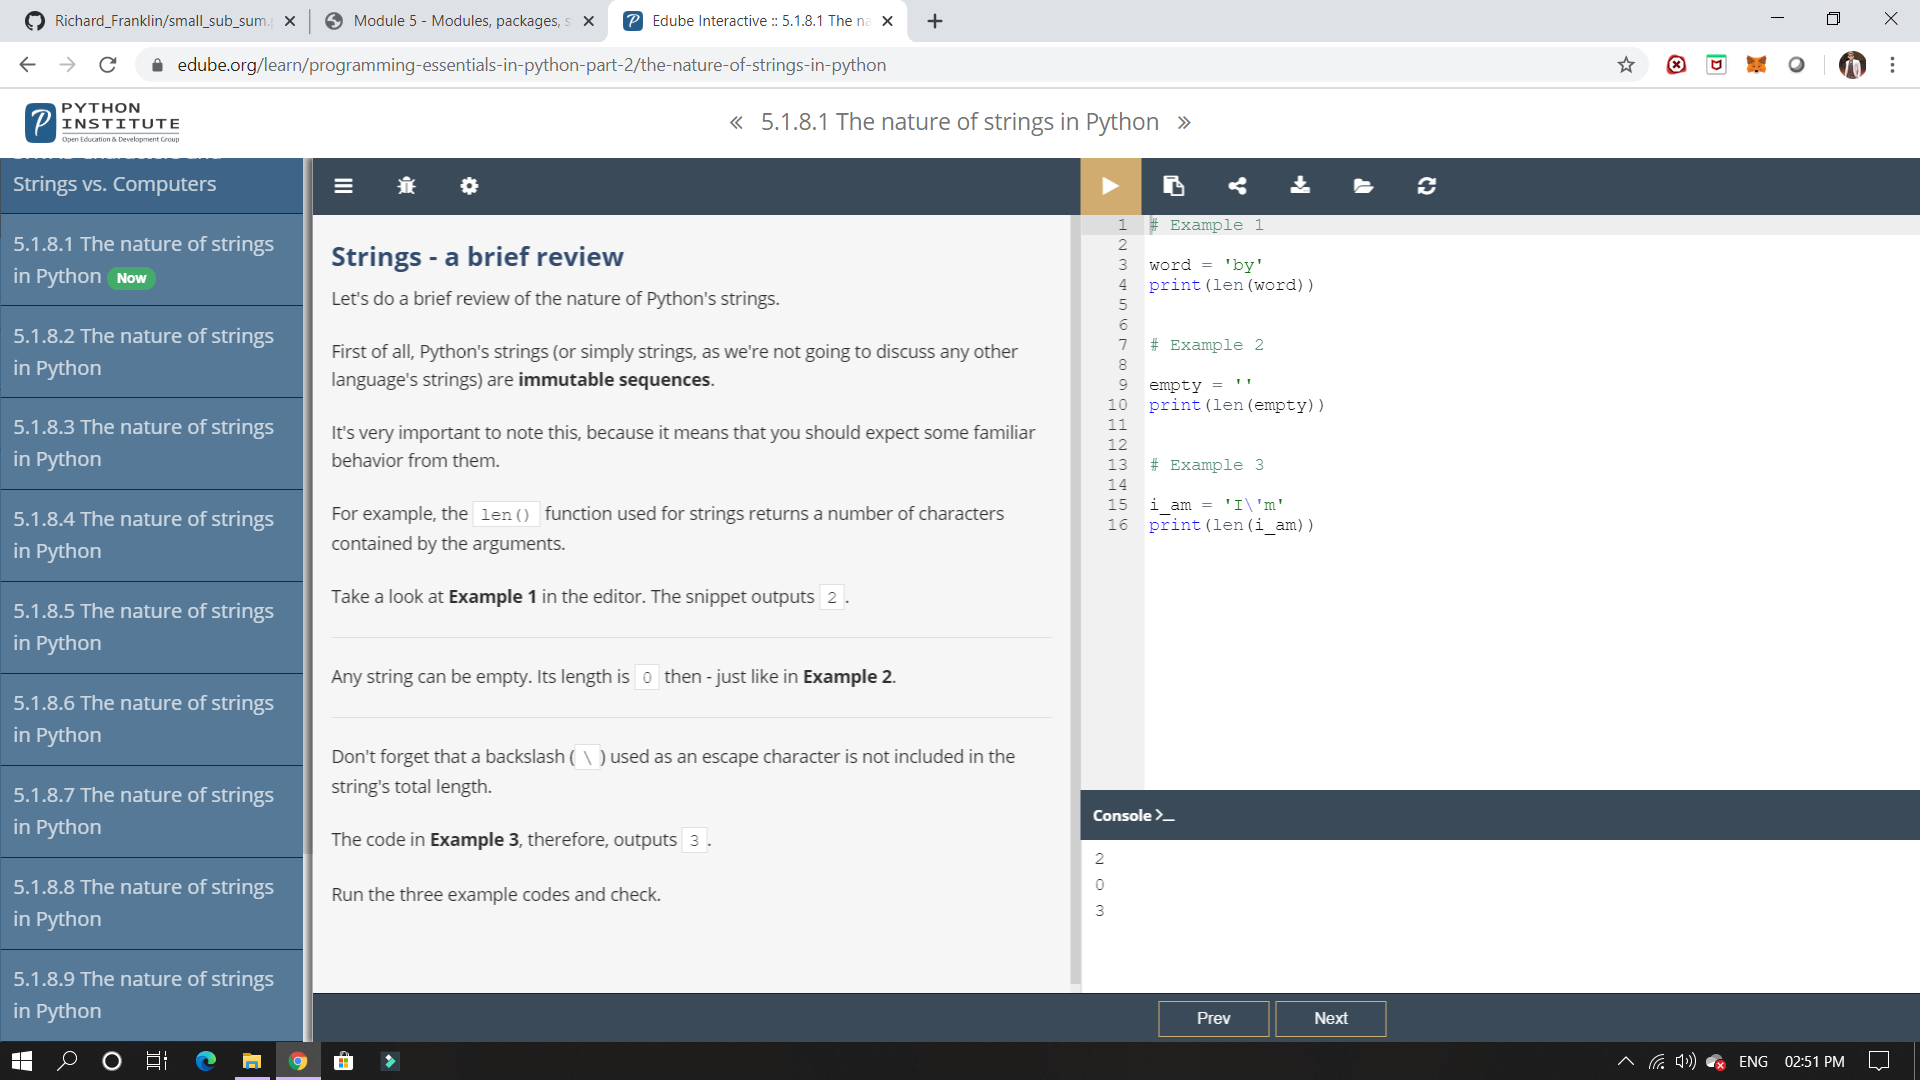 Richard_Franklin/small_sub_sum.
Module 5 - Modules, packages, s
Edube Interactive :: 5.1.8.1 The na
edube.org/learn/programming-essentials-in-python-part-2/the-nature-of-strings-in-python
PYTHON
INSTITUTE
Open Education & Development Group
« 5.1.8.1 The nature of strings in Python »
Strings vs. Computers
5.1.8.1 The nature of strings
in Python Now
5.1.8.2 The nature of strings
in Python
5.1.8.3 The nature of strings
in Python
5.1.8.4 The nature of strings
in Python
5.1.8.5 The nature of strings
in Python
5.1.8.6 The nature of strings
in Python
5.1.8.7 The nature of strings
in Python
5.1.8.8 The nature of strings
in Python
5.1.8.9 The nature of strings
in Python
Strings - a brief review
Let's do a brief review of the nature of Python's strings.
First of all, Python's strings (or simply strings, as we're not going to discuss any other
language's strings) are immutable sequences.
It's very important to note this, because it means that you should expect some familiar
behavior from them.
For example, the len() function used for strings returns a number of characters
contained by the arguments.
Take a look at Example 1 in the editor. The snippet outputs 2.
Any string can be empty. Its length is 0 then - just like in Example 2.
Don't forget that a backslash (\) used as an escape character is not included in the
string's total length.
The code in Example 3, therefore, outputs 3.
Run the three example codes and check.
1 # Example 1
2
3 word = 'by'
4 print(len(word))
5
6
7 # Example 2
8
9 empty = ''
10 print(len(empty))
11
12
13 # Example 3
14
15 i_am = 'I\'m'
16 print(len(i_am))
Console >_
2
0
3
Prev Next
ENG 02:51 PM